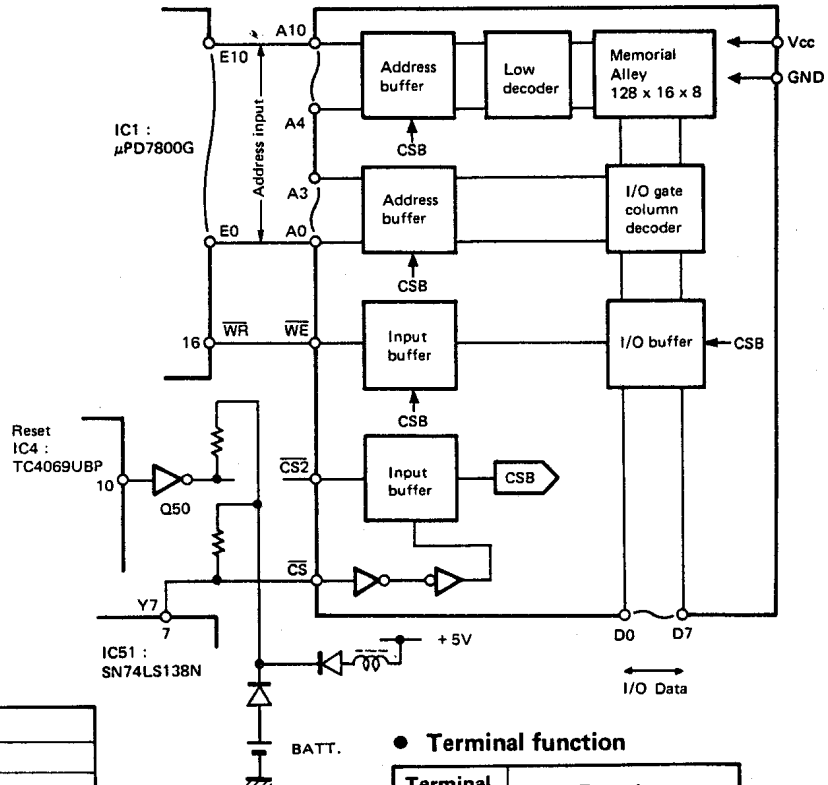 A10
E10
Address
buffer
Low
decoder
Memorial
Alley
128 x 16 x 8
Vcc
GND
IC1 :
μPD7800G
Address input
A4
CSB
A3
Address
buffer
I/O gate
column
decoder
E0
A0
CSB
16
WR
WE
Input
buffer
I/O buffer
CSB
CSB
Reset
IC4 :
TC4069UBP
10
Q50
CS2
Input
buffer
CSB
CS
Y7
7
IC51 :
SN74LS138N
+ 5V
D0
D7
I/O Data
BATT.
● Terminal function
Terminal